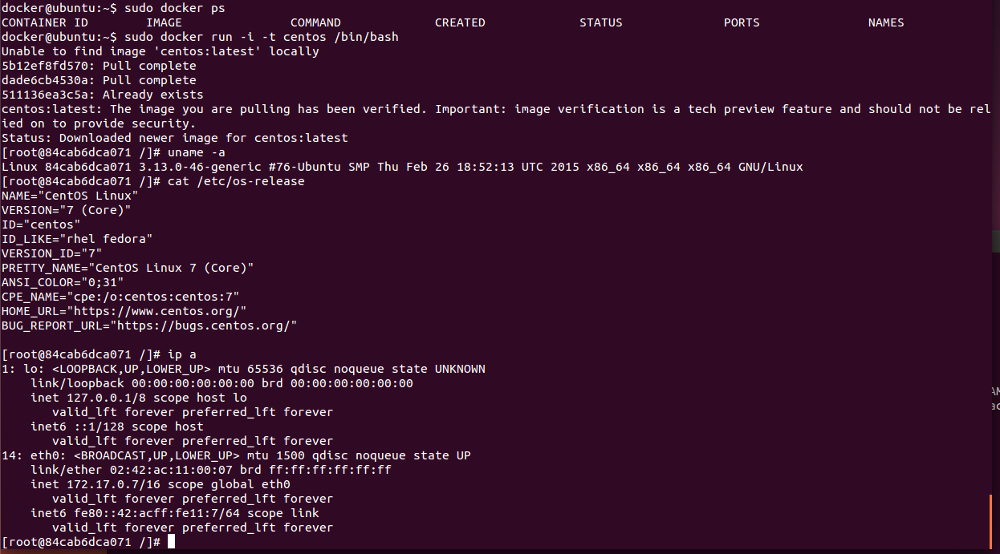 docker@ubuntu:~$ sudo docker ps
CONTAINER ID        IMAGE               COMMAND             CREATED             STATUS              PORTS               NAMES
docker@ubuntu:~$ sudo docker run -i -t centos /bin/bash
Unable to find image 'centos:latest' locally
5b12ef8fd570: Pull complete
dade6cb4530a: Pull complete
511136ea3c5a: Already exists
centos:latest: The image you are pulling has been verified. Important: image verification is a tech preview feature and should not be rel
ied on to provide security.
Status: Downloaded newer image for centos:latest
[root@84cab6dca071 /]# uname -a
Linux 84cab6dca071 3.13.0-46-generic #76-Ubuntu SMP Thu Feb 26 18:52:13 UTC 2015 x86_64 x86_64 x86_64 GNU/Linux
[root@84cab6dca071 /]# cat /etc/os-release
NAME="CentOS Linux"
VERSION="7 (Core)"
ID="centos"
ID_LIKE="rhel fedora"
VERSION_ID="7"
PRETTY_NAME="CentOS Linux 7 (Core)"
ANSI_COLOR="0;31"
CPE_NAME="cpe:/o:centos:centos:7"
HOME_URL="https://www.centos.org/"
BUG_REPORT_URL="https://bugs.centos.org/"

[root@84cab6dca071 /]# ip a
1: lo: <LOOPBACK,UP,LOWER_UP> mtu 65536 qdisc noqueue state UNKNOWN
    link/loopback 00:00:00:00:00:00 brd 00:00:00:00:00:00
    inet 127.0.0.1/8 scope host lo
       valid_lft forever preferred_lft forever
    inet6 ::1/128 scope host
       valid_lft forever preferred_lft forever
14: eth0: <BROADCAST,UP,LOWER_UP> mtu 1500 qdisc noqueue state UP
    link/ether 02:42:ac:11:00:07 brd ff:ff:ff:ff:ff:ff
    inet 172.17.0.7/16 scope global eth0
       valid_lft forever preferred_lft forever
    inet6 fe80::42:acff:fe11:7/64 scope link
       valid_lft forever preferred_lft forever
[root@84cab6dca071 /]#